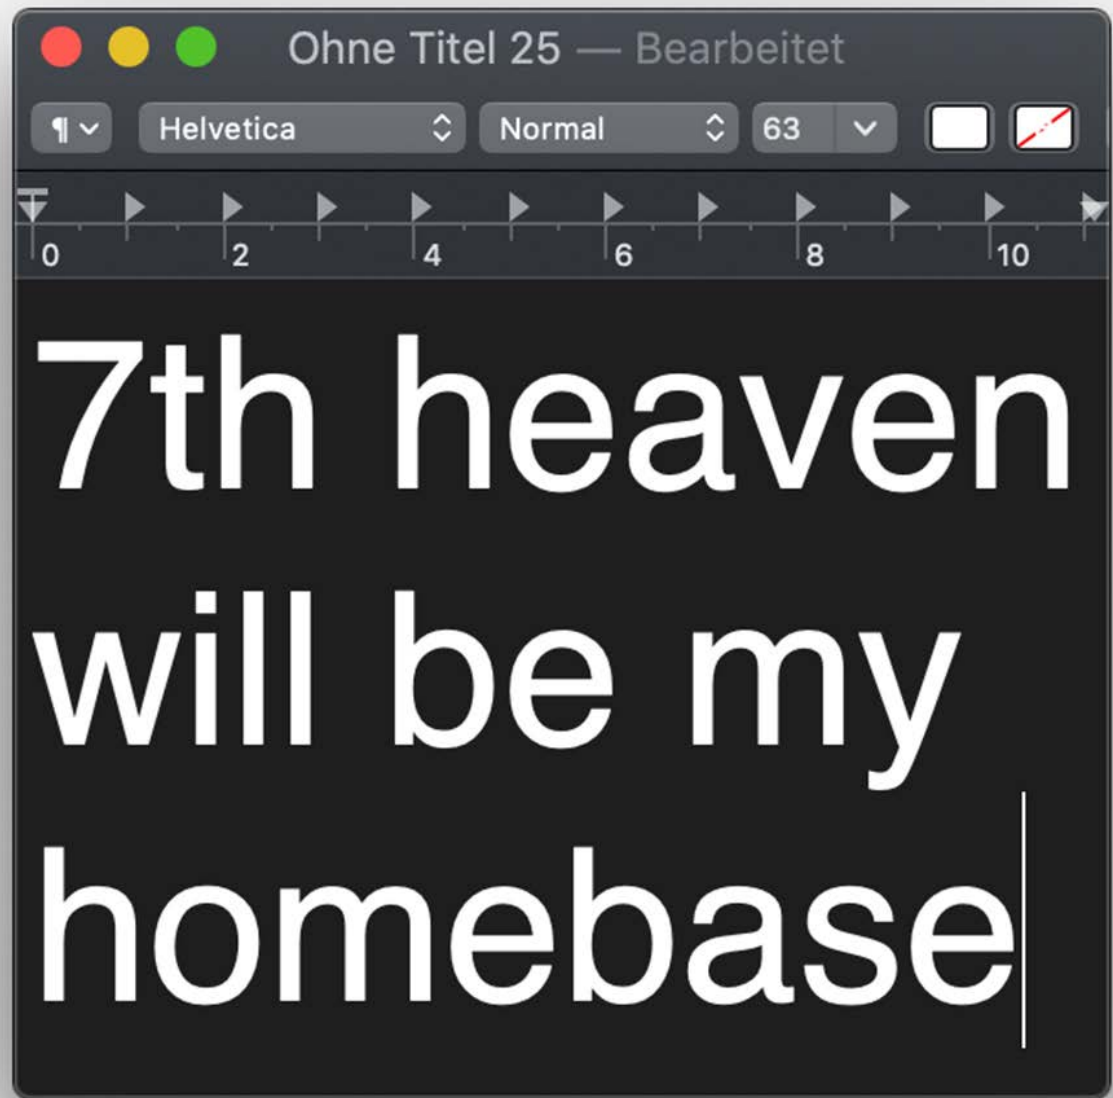 Ohne Titel 25 — Bearbeitet
¶ Helvetica Normal 63
0 2 4 6 8 10
7th heaven
will be my
homebase